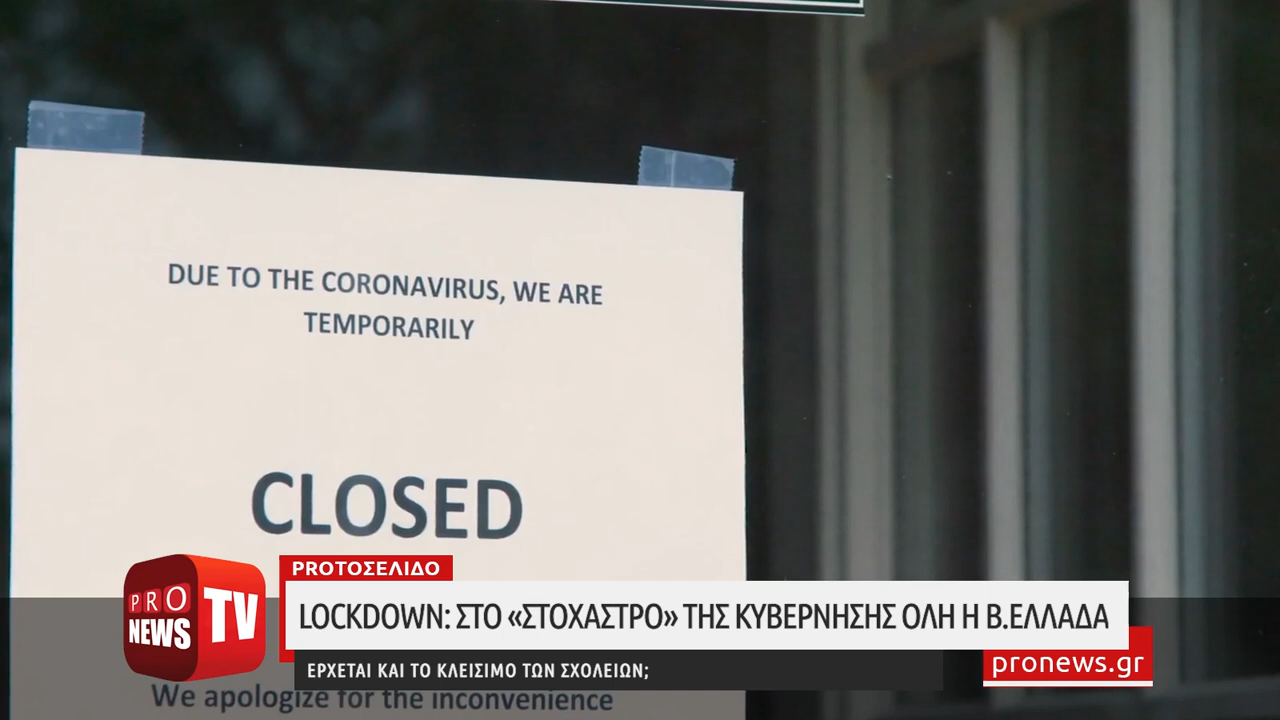 DUE TO THE CORONAVIRUS, WE ARE
TEMPORARILY
CLOSED
PROΤΟΣΕΛΙΔΟ
PRO
NEWS
TV
LOCKDOWN: ΣΤΟ «ΣΤΟΧΑΣΤΡΟ» ΤΗΣ ΚΥΒΕΡΝΗΣΗΣ ΟΛΗ Η Β.ΕΛΛΑΔΑ
ΕΡΧΕΤΑΙ ΚΑΙ ΤΟ ΚΛΕΙΣΙΜΟ ΤΩΝ ΣΧΟΛΕΙΩΝ;
pronews.gr
We apologize for the inconvenience